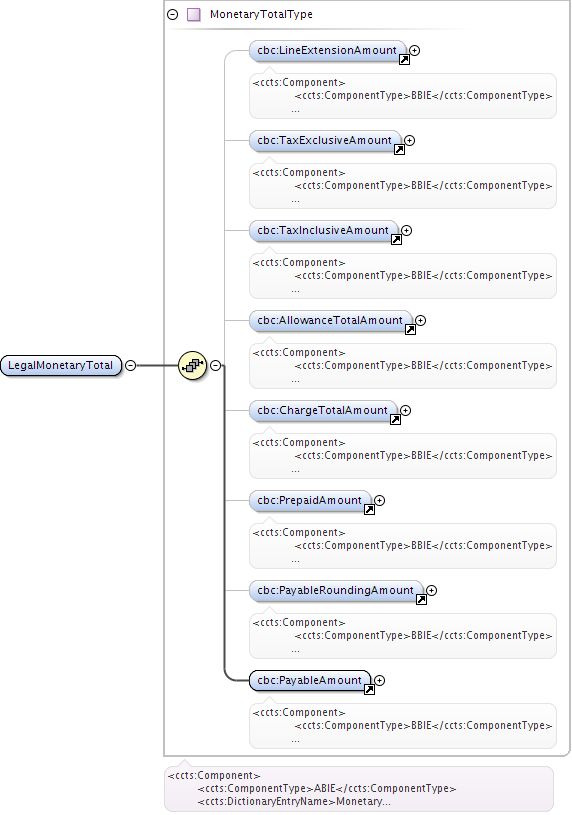 MonetaryTotalType
cbc:LineExtensionAmount
<ccts:Component>
<ccts:ComponentType>BBIE</ccts:ComponentType>
...
cbc:TaxExclusiveAmount
<ccts:Component>
<ccts:ComponentType>BBIE</ccts:ComponentType>
...
cbc:TaxInclusiveAmount
<ccts:Component>
<ccts:ComponentType>BBIE</ccts:ComponentType>
...
cbc:AllowanceTotalAmount
<ccts:Component>
<ccts:ComponentType>BBIE</ccts:ComponentType>
...
LegalMonetaryTotal
cbc:ChargeTotalAmount
<ccts:Component>
<ccts:ComponentType>BBIE</ccts:ComponentType>
...
cbc:PrepaidAmount
<ccts:Component>
<ccts:ComponentType>BBIE</ccts:ComponentType>
...
cbc:PayableRoundingAmount
<ccts:Component>
<ccts:ComponentType>BBIE</ccts:ComponentType>
...
cbc:PayableAmount
<ccts:Component>
<ccts:ComponentType>BBIE</ccts:ComponentType>
...
<ccts:Component>
<ccts:ComponentType>ABIE</ccts:ComponentType>
<ccts:DictionaryEntryName>Monetary...